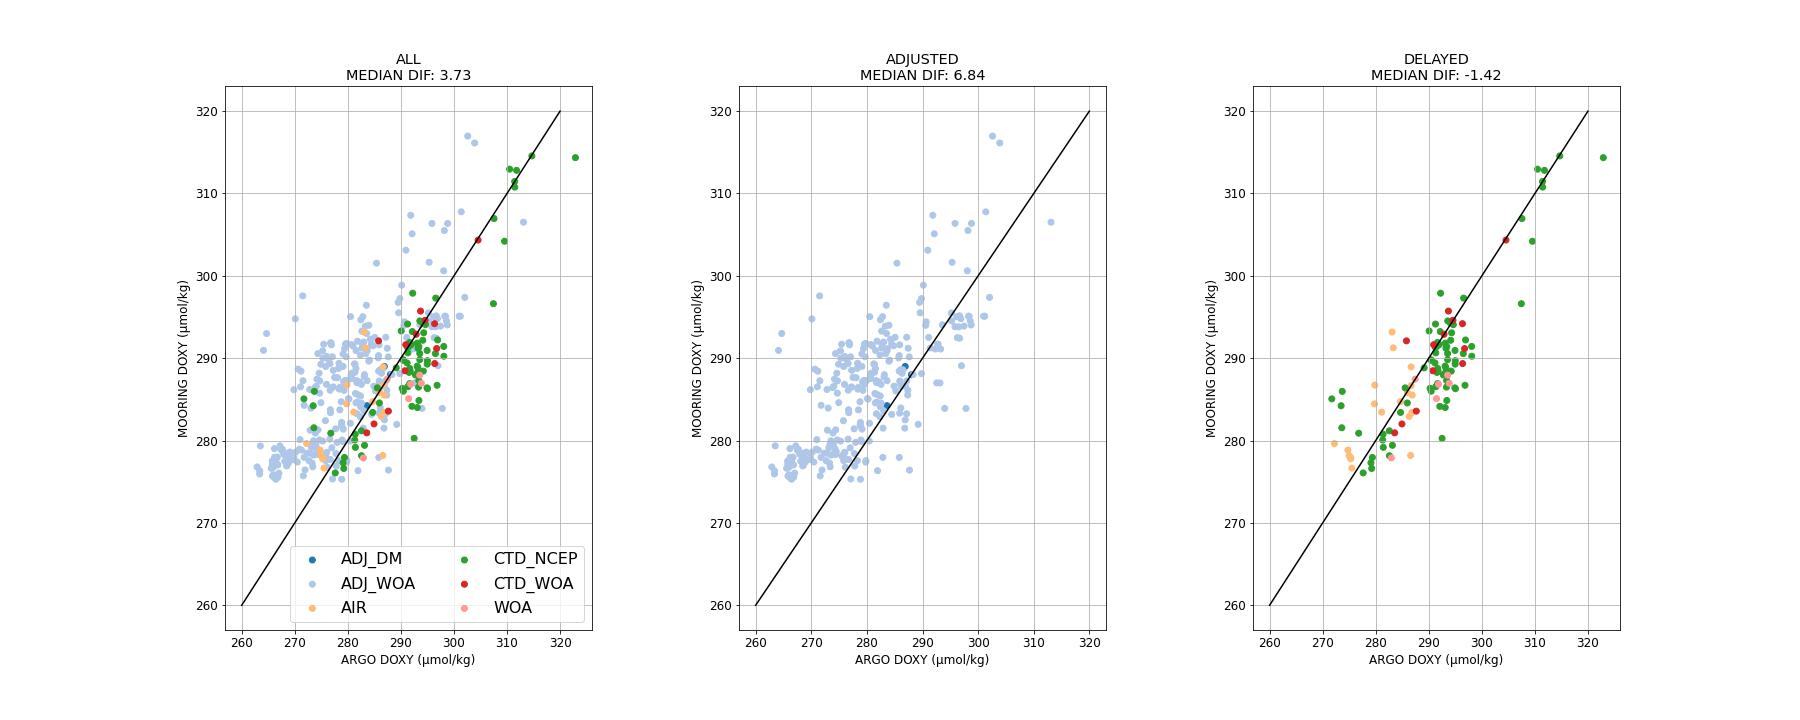 ALL
MEDIAN DIF: 3.73
320
310
300
290
280
270
260
MOORING DOXY (µmol/kg)
ADJ_DM
ADJ_WOA
AIR
CTD_NCEP
CTD_WOA
WOA
260 270 280 290 300 310 320
ARGO DOXY (µmol/kg)
ADJUSTED
MEDIAN DIF: 6.84
320
310
300
290
280
270
260
MOORING DOXY (µmol/kg)
260 270 280 290 300 310 320
ARGO DOXY (µmol/kg)
DELAYED
MEDIAN DIF: -1.42
320
310
300
290
280
270
260
MOORING DOXY (µmol/kg)
260 270 280 290 300 310 320
ARGO DOXY (µmol/kg)